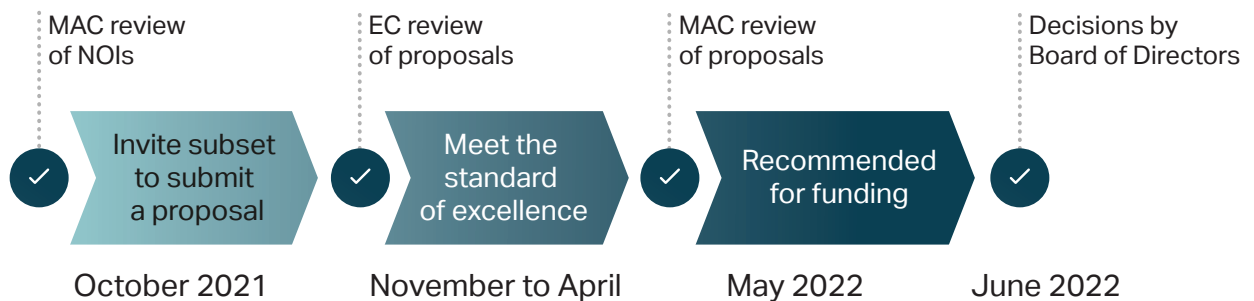 MAC review
of NOIs
EC review
of proposals
MAC review
of proposals
Decisions by
Board of Directors
Invite subset
to submit
a proposal
Meet the
standard
of excellence
Recommended
for funding
October 2021
November to April
May 2022
June 2022